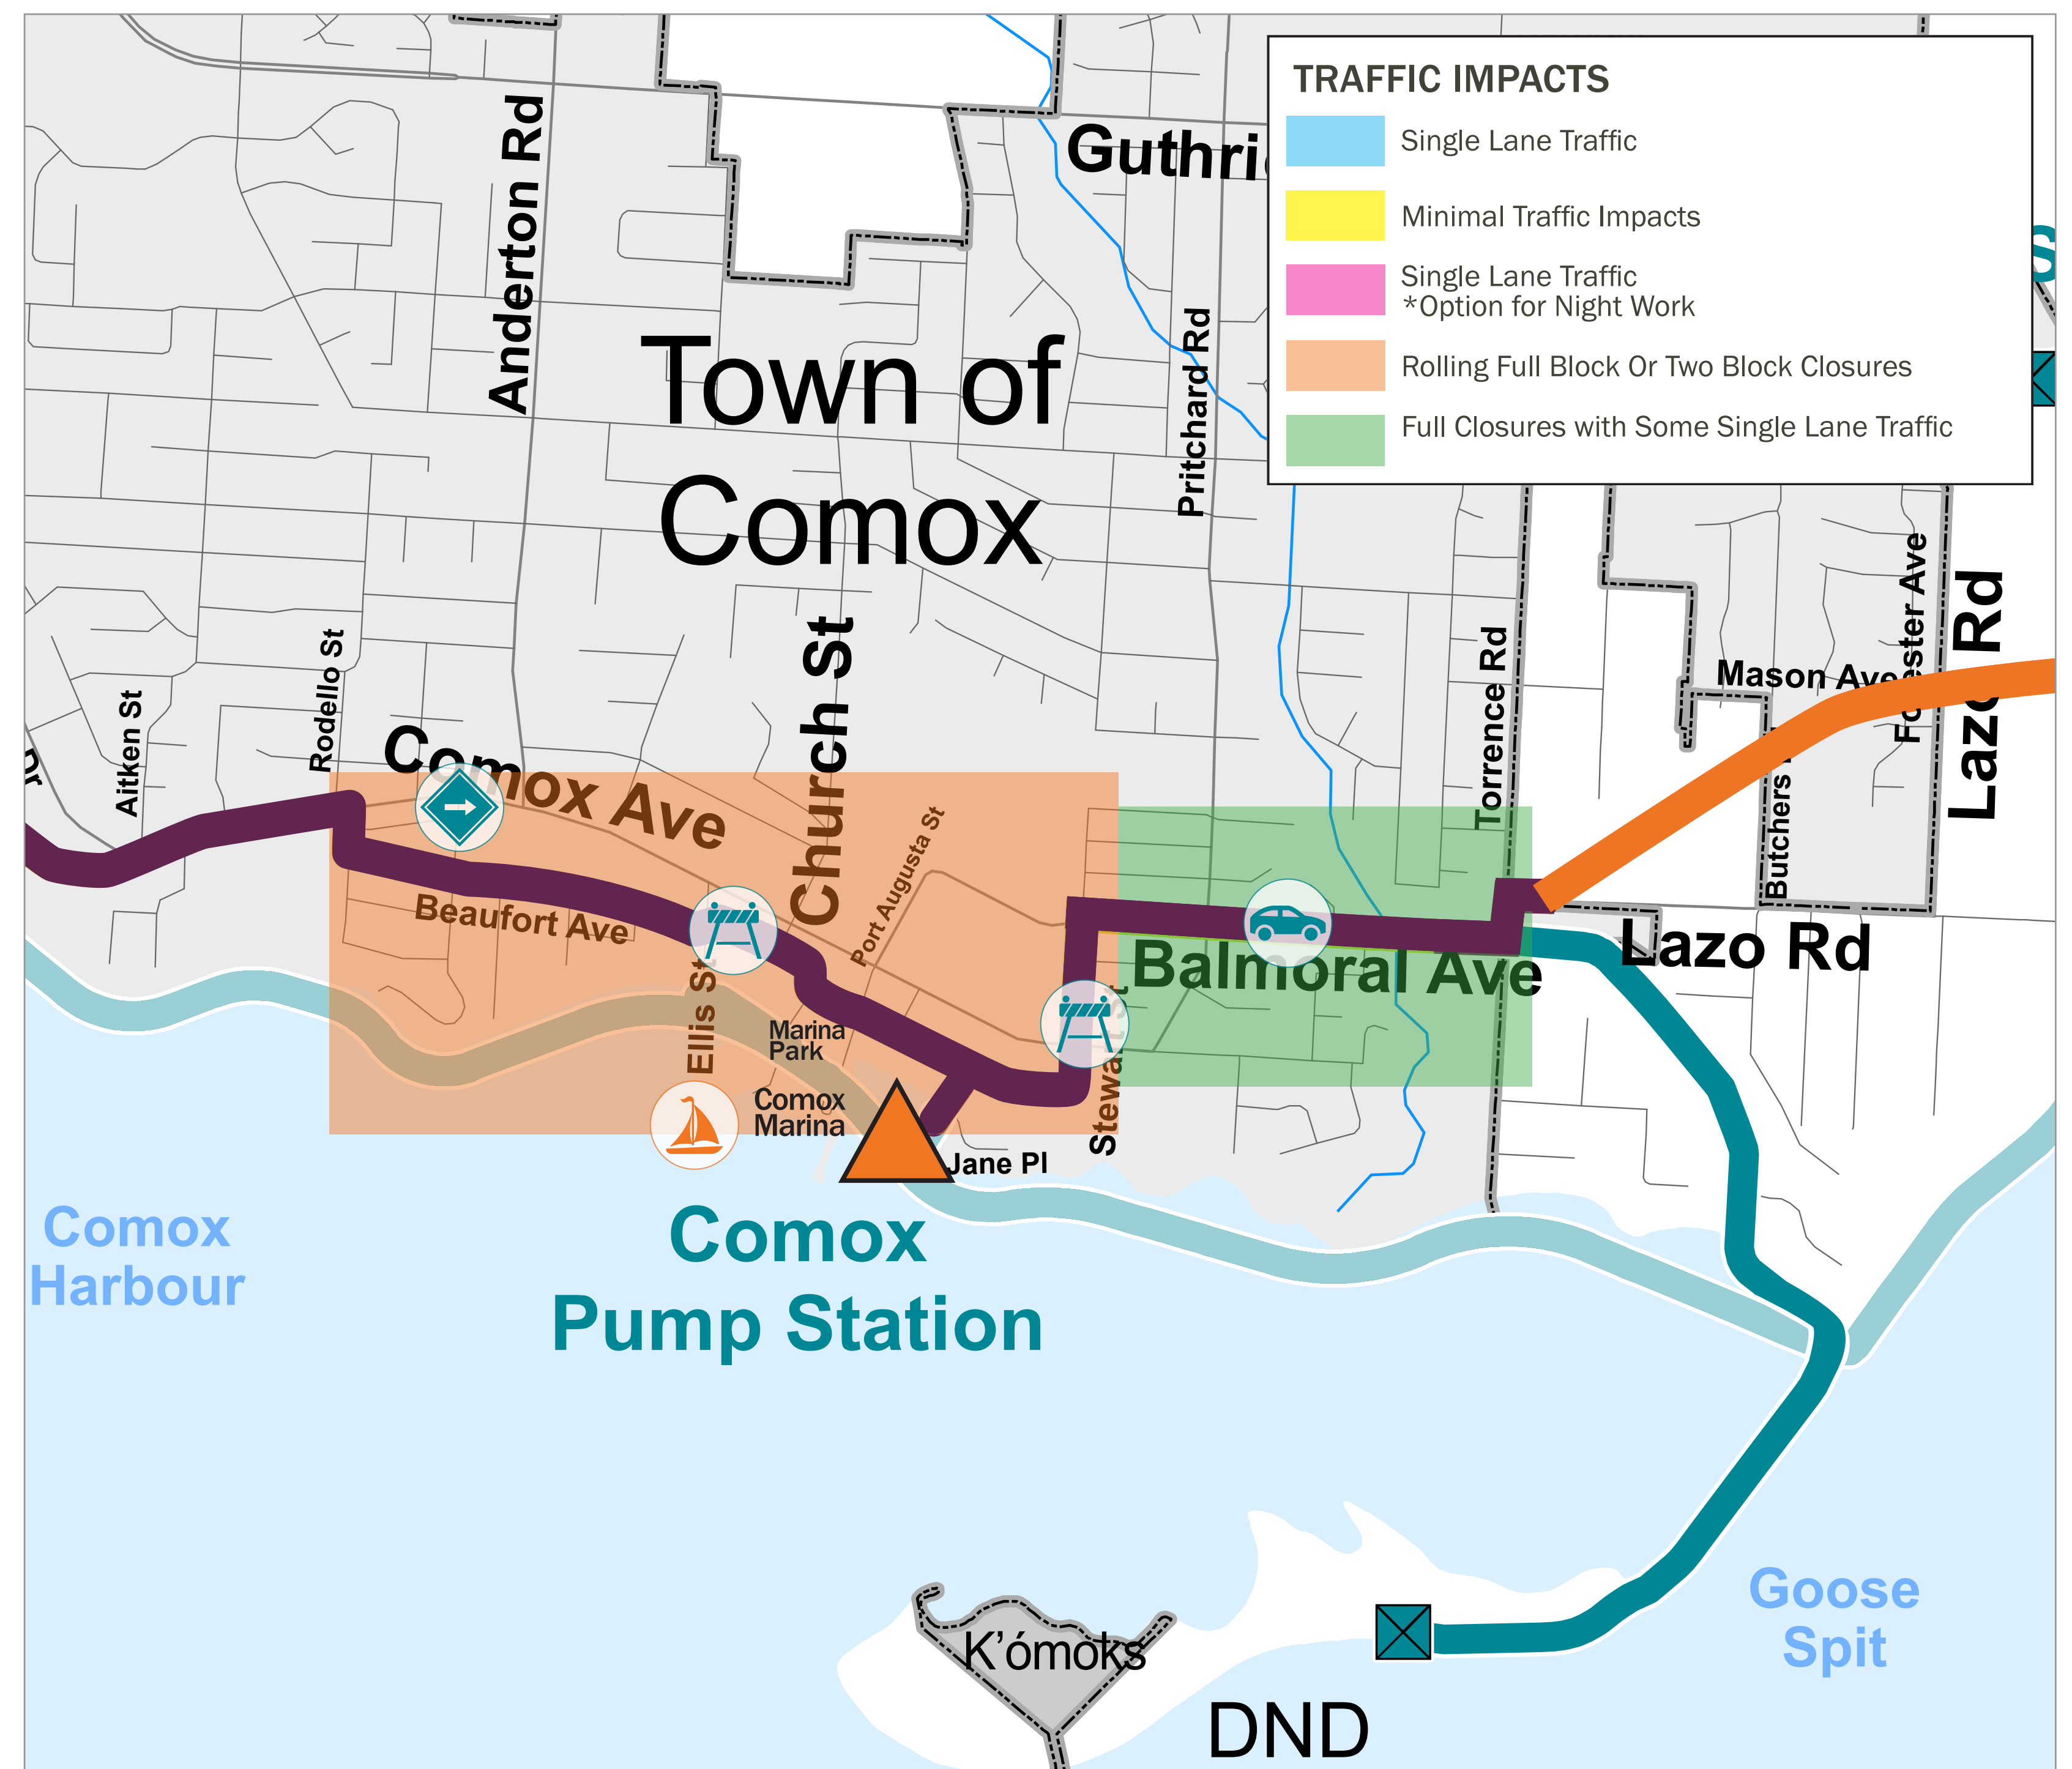 TRAFFIC IMPACTS
Single Lane Traffic
Minimal Traffic Impacts
Single Lane Traffic
*Option for Night Work
Rolling Full Block Or Two Block Closures
Full Closures with Some Single Lane Traffic
Anderton Rd
Town of
Comox
Pritchard Rd
Church St
Rodello St
Aitken St
Comox Ave
Port Augusta St
Beaufort Ave
Ellis St
Marina
Park
Comox
Marina
Jane Pl
Balmoral Ave
Torrence Rd
Mason Ave
Lazo Rd
Lazo Rd
Comox
Pump Station
Comox
Harbour
Goose
Spit
K'ómoks
DND